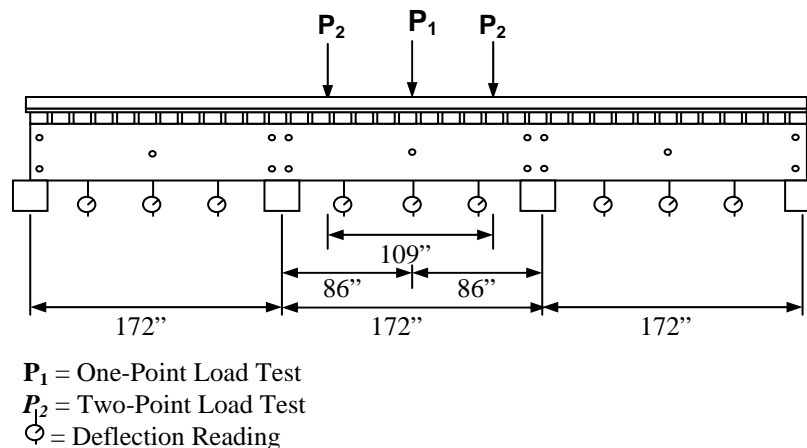 P2 P1 P2
109”
86” 86”
172” 172” 172”
P1 = One-Point Load Test
P2 = Two-Point Load Test
= Deflection Reading